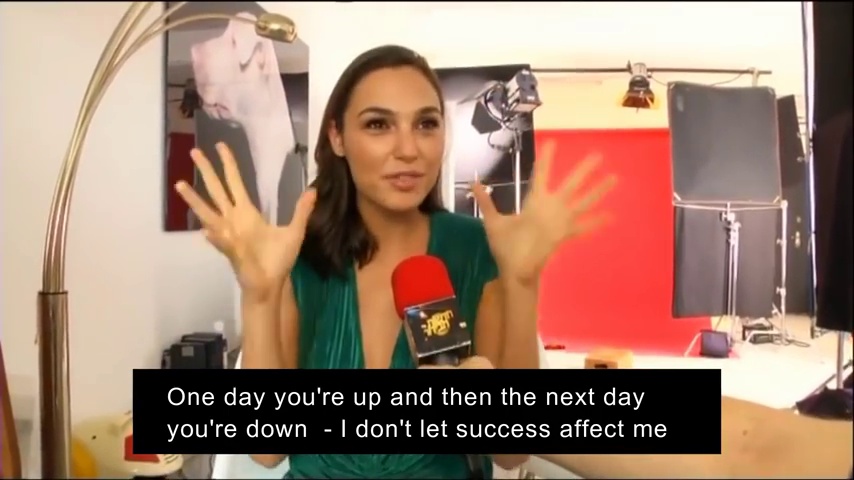 One day you're up and then the next day
you're down - I don't let success affect me